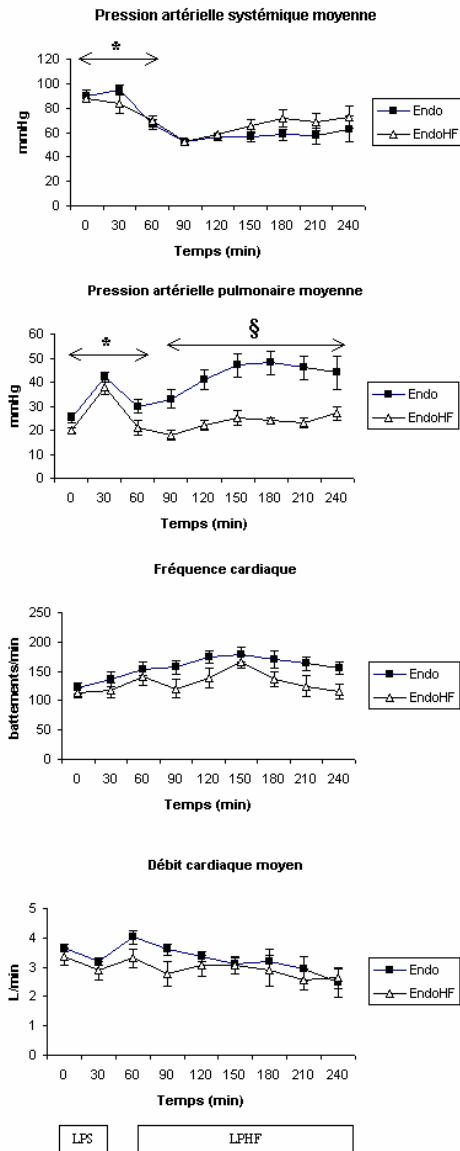 Pression artérielle systémique moyenne
*
120
100
80
60
40
20
0
mmHg
0 30 60 90 120 150 180 210 240
Temps (min)
Endo
EndoHF
Pression artérielle pulmonaire moyenne
* §
60
50
40
30
20
10
0
mmHg
0 30 60 90 120 150 180 210 240
Temps (min)
Endo
EndoHF
Fréquence cardiaque
250
200
150
100
50
0
battements/min
0 30 60 90 120 150 180 210 240
Temps (min)
Endo
EndoHF
Débit cardiaque moyen
5
4
3
2
1
0
L/min
0 30 60 90 120 150 180 210 240
Temps (min)
Endo
EndoHF
LPS LPHF